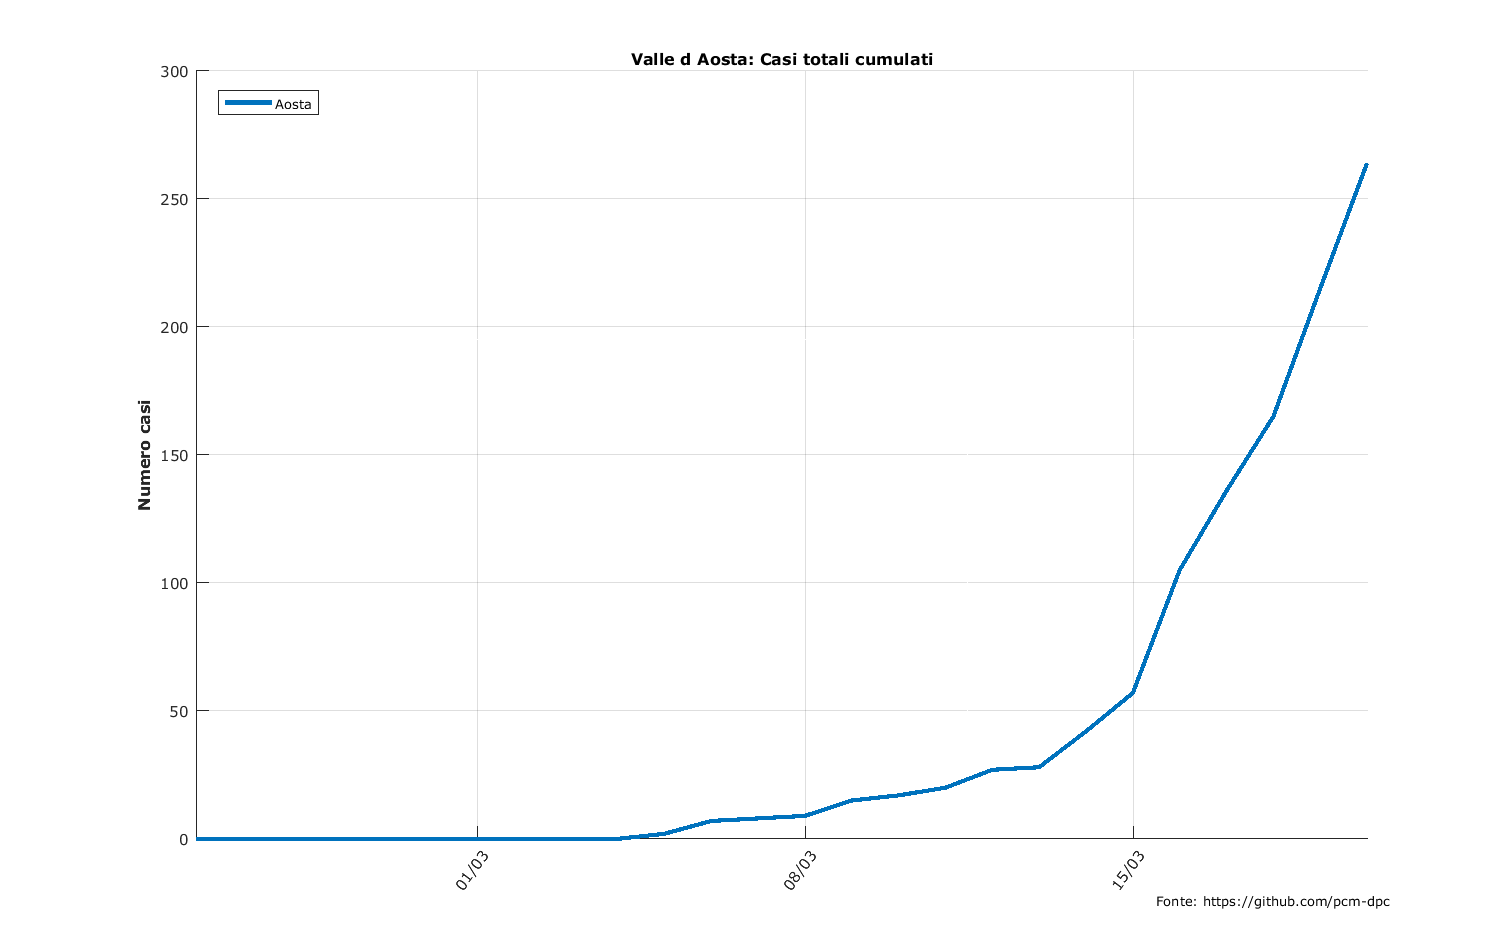 Valle d Aosta: Casi totali cumulati
Aosta
Numero casi
300
250
200
150
100
50
0
01/03
08/03
15/03
Fonte: https://github.com/pcm-dpc